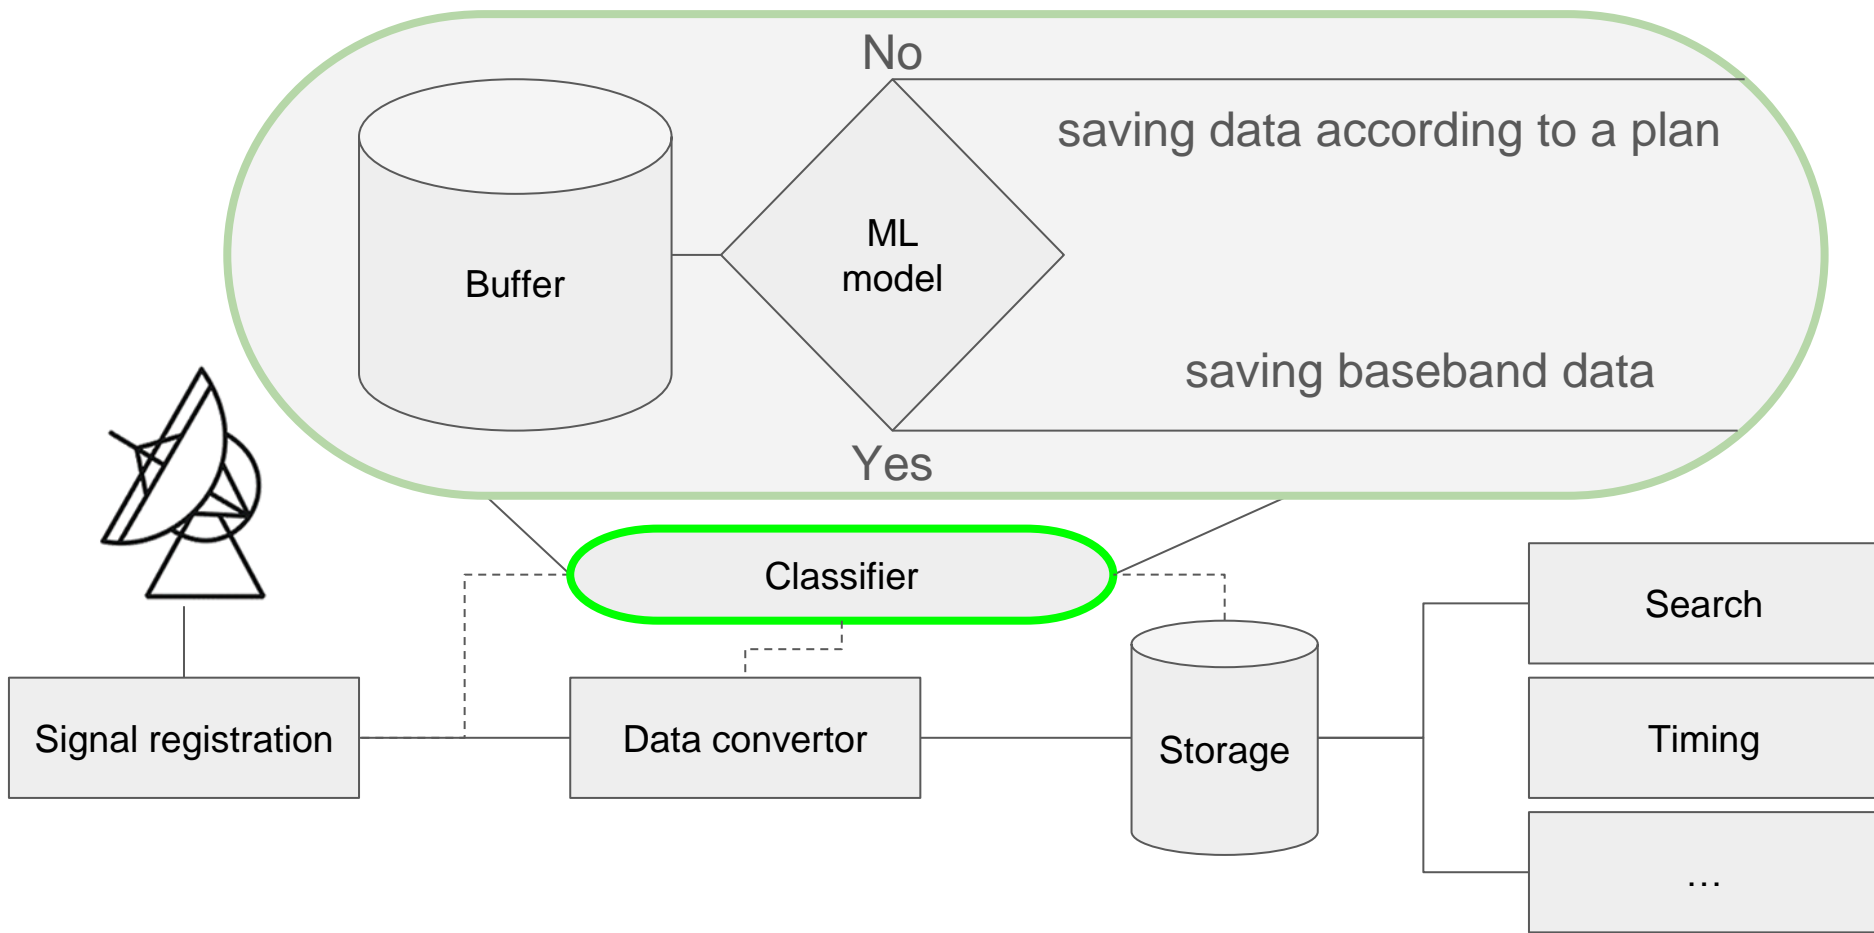 No
saving data according to a plan
ML
model
Buffer
saving baseband data
Yes
Classifier
Search
Signal registration
Data convertor
Storage
Timing
...